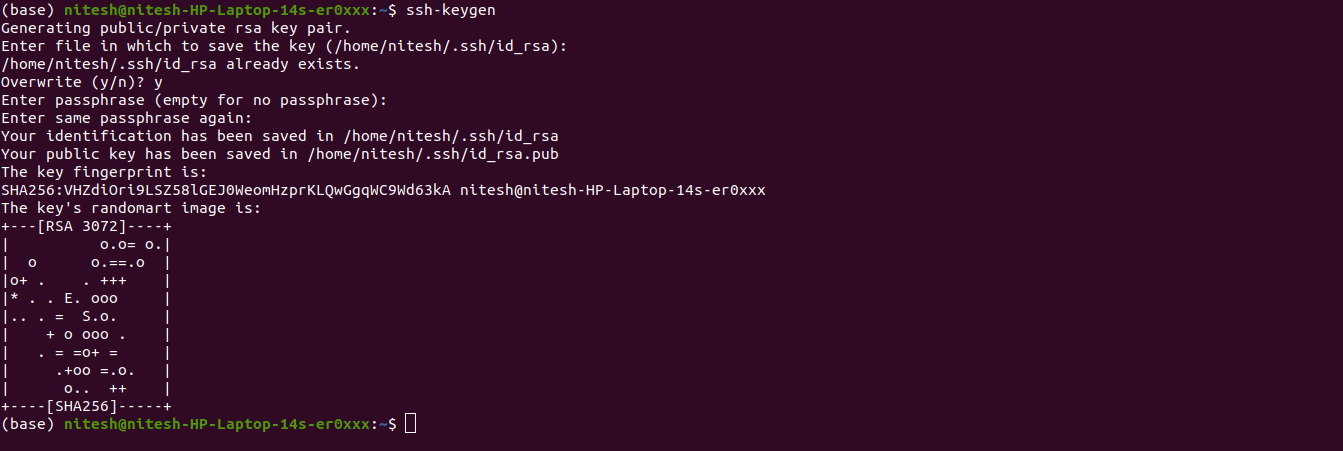 (base) nitesh@nitesh-HP-Laptop-14s-er0xxx:~$ ssh-keygen
Generating public/private rsa key pair.
Enter file in which to save the key (/home/nitesh/.ssh/id_rsa):
/home/nitesh/.ssh/id_rsa already exists.
Overwrite (y/n)? y
Enter passphrase (empty for no passphrase):
Enter same passphrase again:
Your identification has been saved in /home/nitesh/.ssh/id_rsa
Your public key has been saved in /home/nitesh/.ssh/id_rsa.pub
The key fingerprint is:
SHA256:VHZdiOri9LSZ58lGEJ0WeomHzprKLQwGgqWC9Wd63kA nitesh@nitesh-HP-Laptop-14s-er0xxx
The key's randomart image is:
+---[RSA 3072]----+
|          o.o= o.|
|  o      o.==.o  |
|o+ .    . +++    |
|* . . E. ooo     |
|.. . =  S.o.     |
|    + o ooo .    |
|   . = =o+ =     |
|     .+oo =.o.   |
|      o..  ++    |
+----[SHA256]-----+
(base) nitesh@nitesh-HP-Laptop-14s-er0xxx:~$